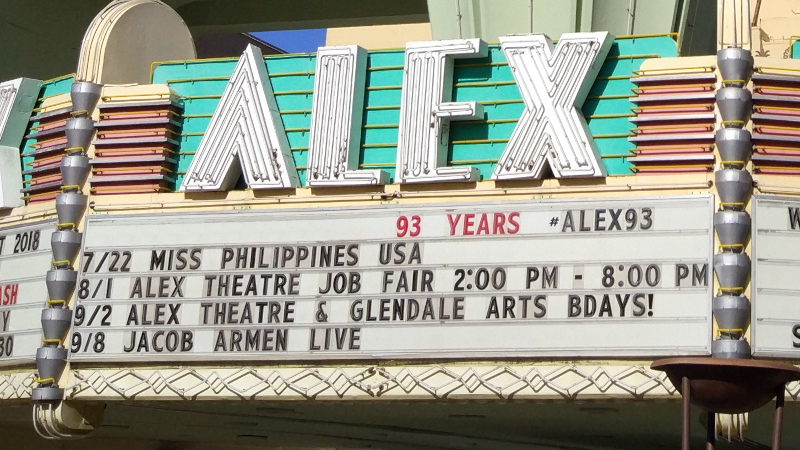 ALEX
93 YEARS #ALEX93
7/22 MISS PHILIPPINES USA
8/1 ALEX THEATRE JOB FAIR 2:00 PM - 8:00 PM
9/2 ALEX THEATRE & GLENDALE ARTS BDAYS!
9/8 JACOB ARMEN LIVE
2018